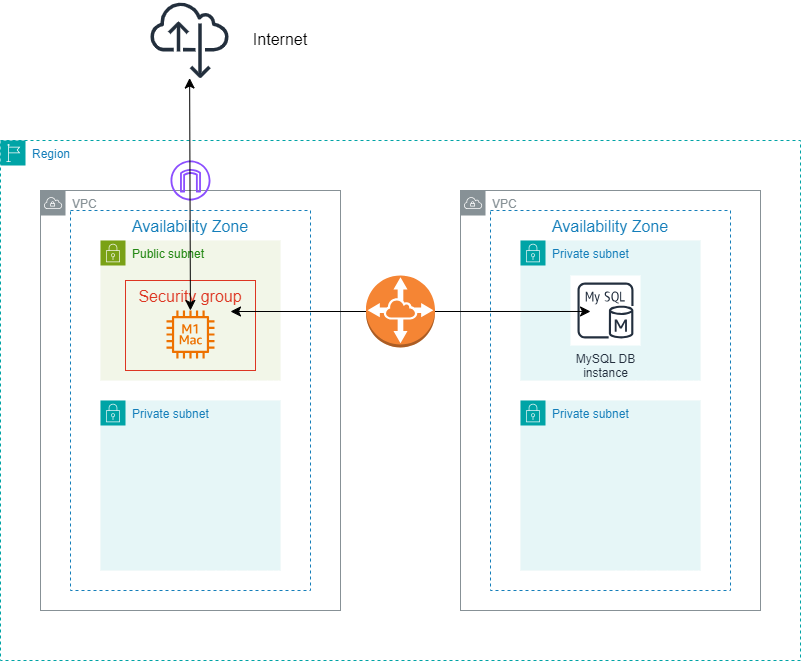 Internet
Region
VPC
VPC
Availability Zone
Availability Zone
Public subnet
Private subnet
Security group
M1
Mac
My SQL
M
MySQL DB
instance
Private subnet
Private subnet